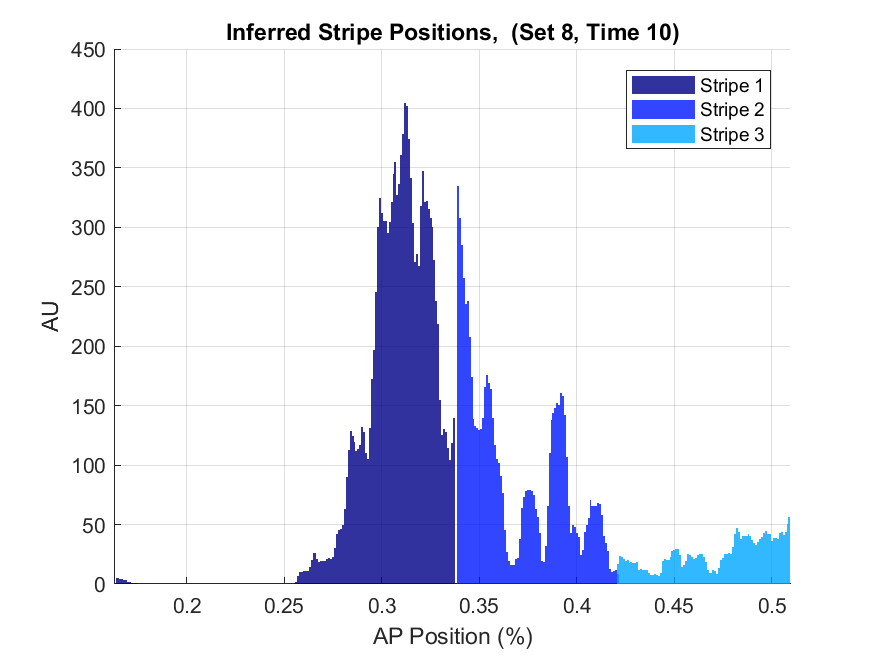 Inferred Stripe Positions,  (Set 8, Time 10)
450
400
350
300
250
200
150
100
50
0
AU
Stripe 1
Stripe 2
Stripe 3
0.2 0.25 0.3 0.35 0.4 0.45 0.5
AP Position (%)